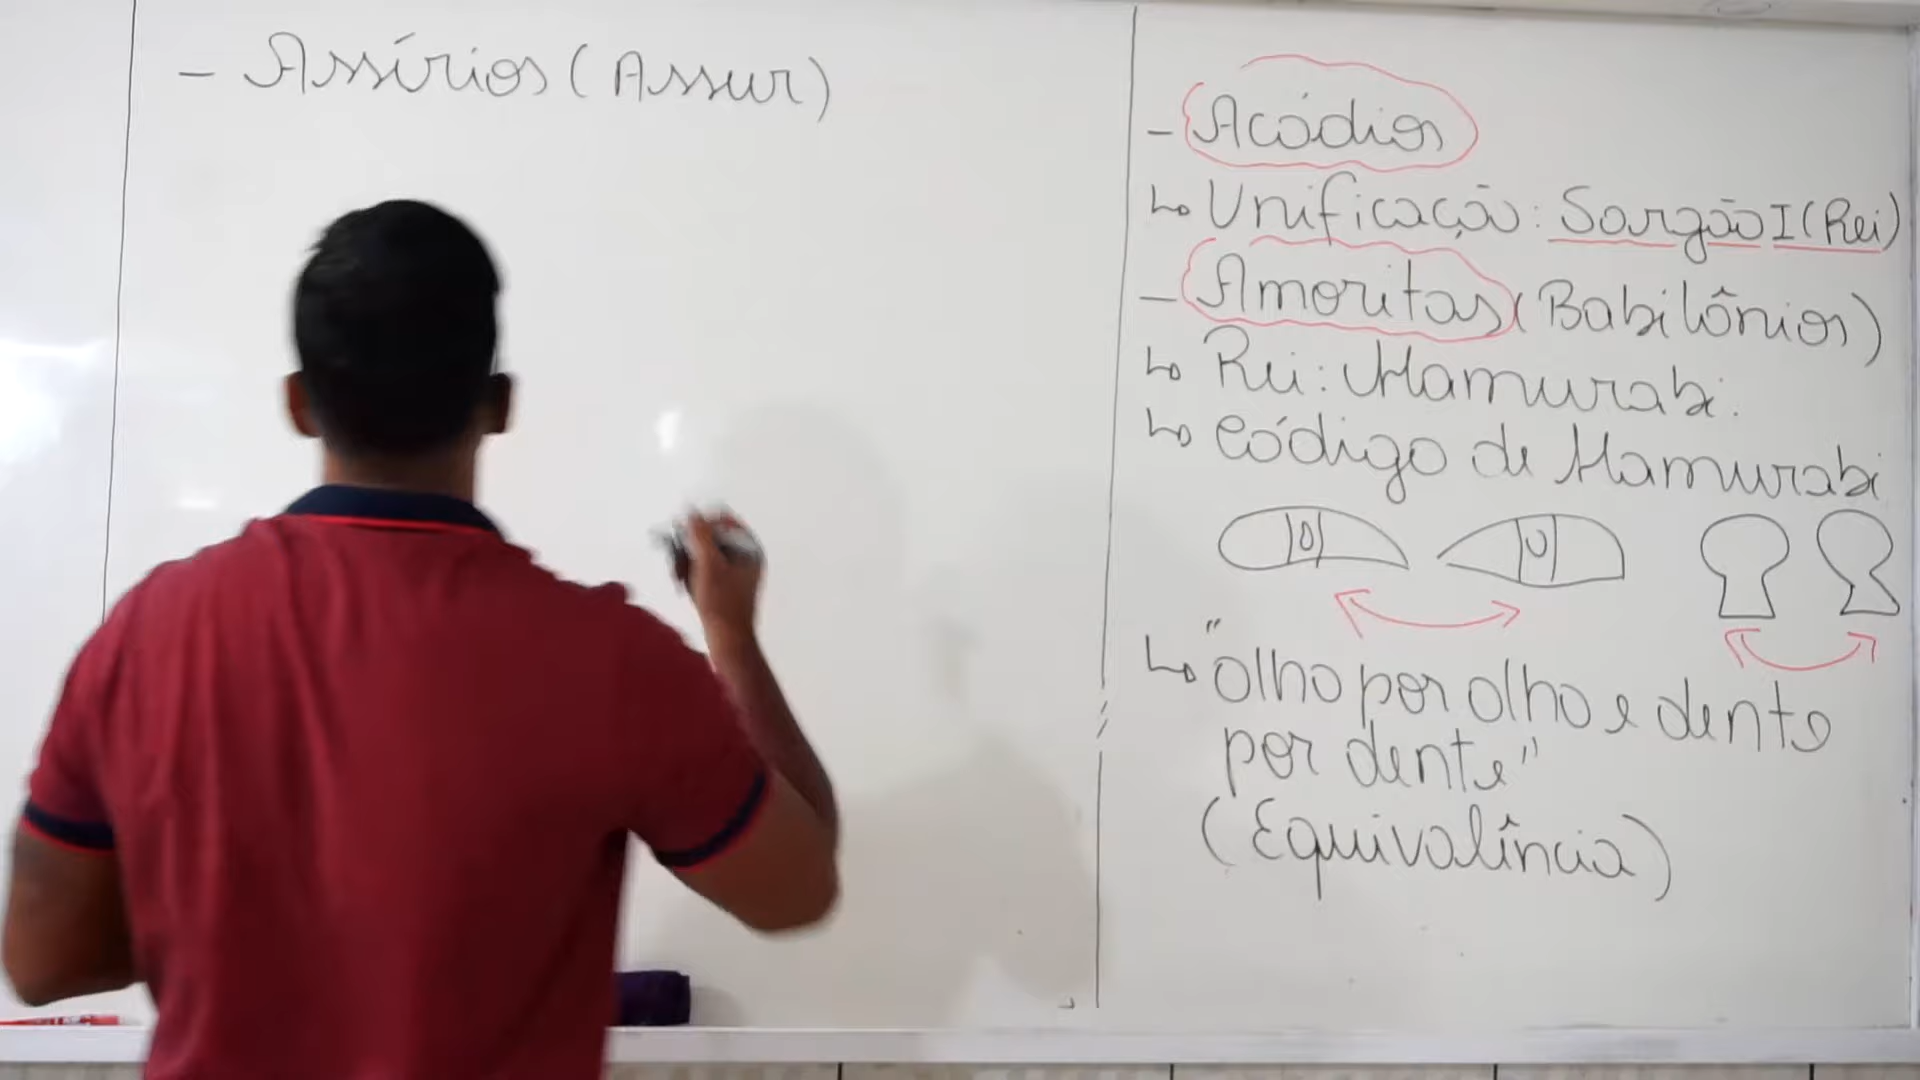 - Assírios (Assur)
- Acádios
↳ Unificação: Sargão I (Rei)
- Amoritas (Babilônios)
↳ Rei: Hamurabi.
↳ Código de Hamurabi
↳ "olho por olho e dente
por dente"
(Equivalência)